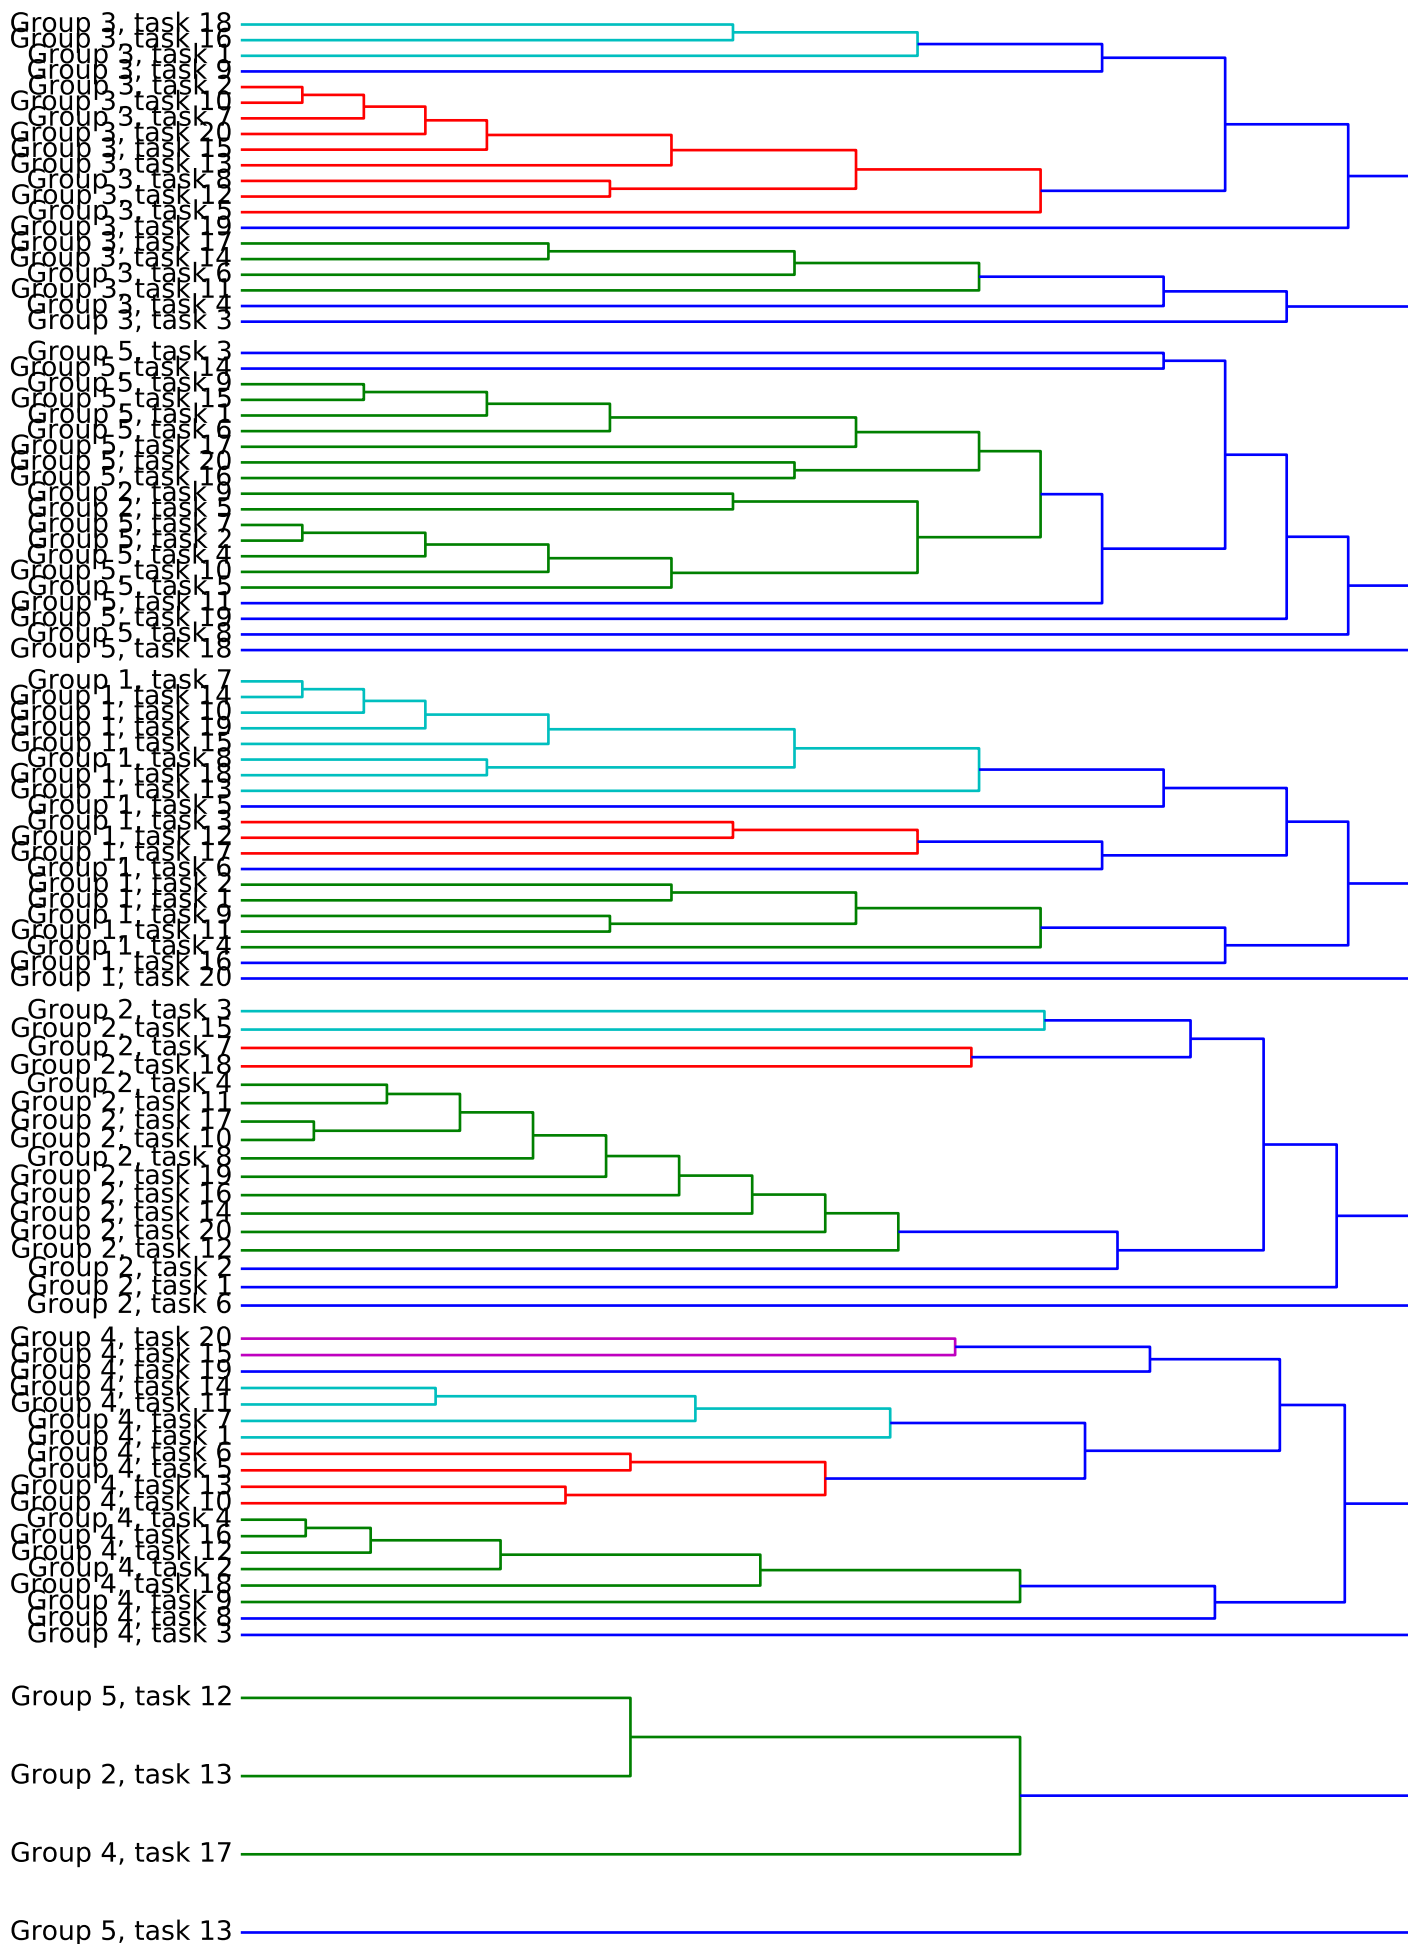 Group 3, task 18
Group 3, task 16
Group 3, task 1
Group 3, task 9
Group 3, task 2
Group 3, task 10
Group 3, task 7
Group 3, task 20
Group 3, task 15
Group 3, task 13
Group 3, task 8
Group 3, task 12
Group 3, task 5
Group 3, task 19
Group 3, task 17
Group 3, task 14
Group 3, task 6
Group 3, task 11
Group 3, task 4
Group 3, task 3
Group 5, task 3
Group 5, task 14
Group 5, task 9
Group 5, task 15
Group 5, task 1
Group 5, task 6
Group 5, task 17
Group 5, task 20
Group 5, task 16
Group 2, task 9
Group 2, task 5
Group 5, task 7
Group 5, task 2
Group 5, task 4
Group 5, task 10
Group 5, task 5
Group 5, task 11
Group 5, task 19
Group 5, task 8
Group 5, task 18
Group 1, task 7
Group 1, task 14
Group 1, task 10
Group 1, task 19
Group 1, task 15
Group 1, task 8
Group 1, task 18
Group 1, task 13
Group 1, task 5
Group 1, task 3
Group 1, task 12
Group 1, task 17
Group 1, task 6
Group 1, task 2
Group 1, task 1
Group 1, task 9
Group 1, task 11
Group 1, task 4
Group 1, task 16
Group 1, task 20
Group 2, task 3
Group 2, task 15
Group 2, task 7
Group 2, task 18
Group 2, task 4
Group 2, task 11
Group 2, task 17
Group 2, task 10
Group 2, task 8
Group 2, task 19
Group 2, task 16
Group 2, task 14
Group 2, task 20
Group 2, task 12
Group 2, task 2
Group 2, task 1
Group 2, task 6
Group 4, task 20
Group 4, task 15
Group 4, task 19
Group 4, task 14
Group 4, task 11
Group 4, task 7
Group 4, task 1
Group 4, task 6
Group 4, task 5
Group 4, task 13
Group 4, task 10
Group 4, task 4
Group 4, task 16
Group 4, task 12
Group 4, task 2
Group 4, task 18
Group 4, task 9
Group 4, task 8
Group 4, task 3
Group 5, task 12
Group 2, task 13
Group 4, task 17
Group 5, task 13